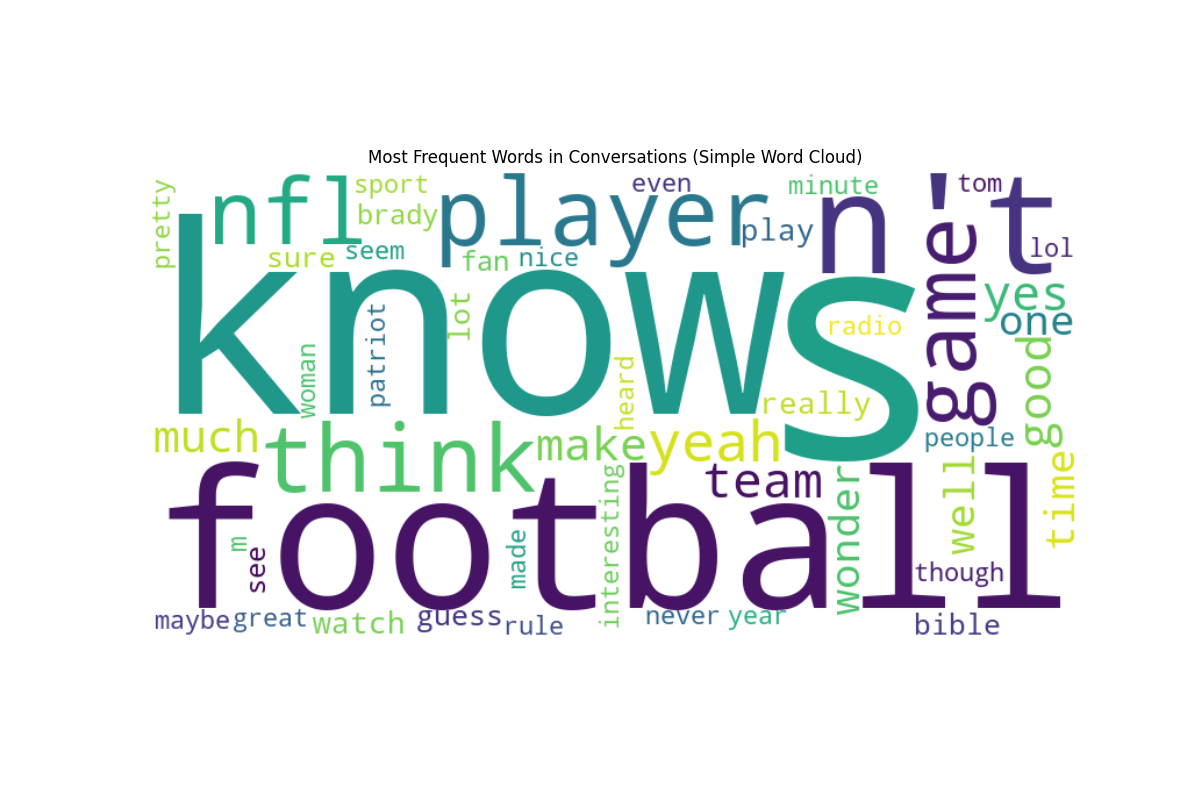 Most Frequent Words in Conversations (Simple Word Cloud)
pretty
nfl
sport
brady
player
even
minute
tom
play
n't
lol
sure
seem
fan
nice
know
s
game
yes
one
radio
lot
patriot
woman
heard
really
good
much
think
make
yeah
people
team
football
interesting
wonder
well
time
m
see
made
though
maybe
great
watch
guess
rule
never
year
bible